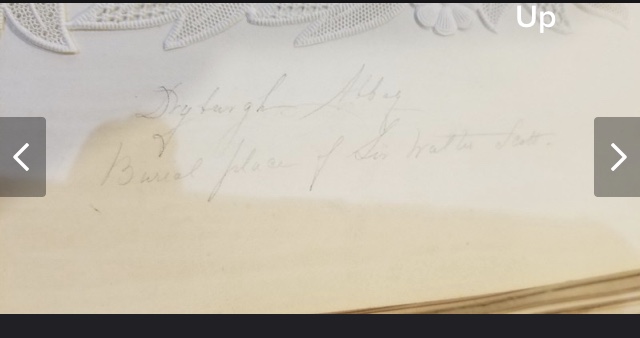 Up
Dryburgh Abbey
Burial place of Sir Walter Scott.